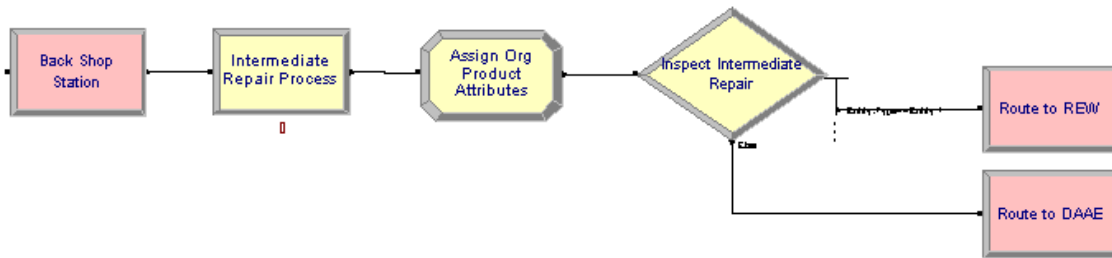 Back Shop
Station
Intermediate
Repair Process
0
Assign Org
Product
Attributes
Inspect Intermediate
Repair
Else
Route to REW
Route to DAAE